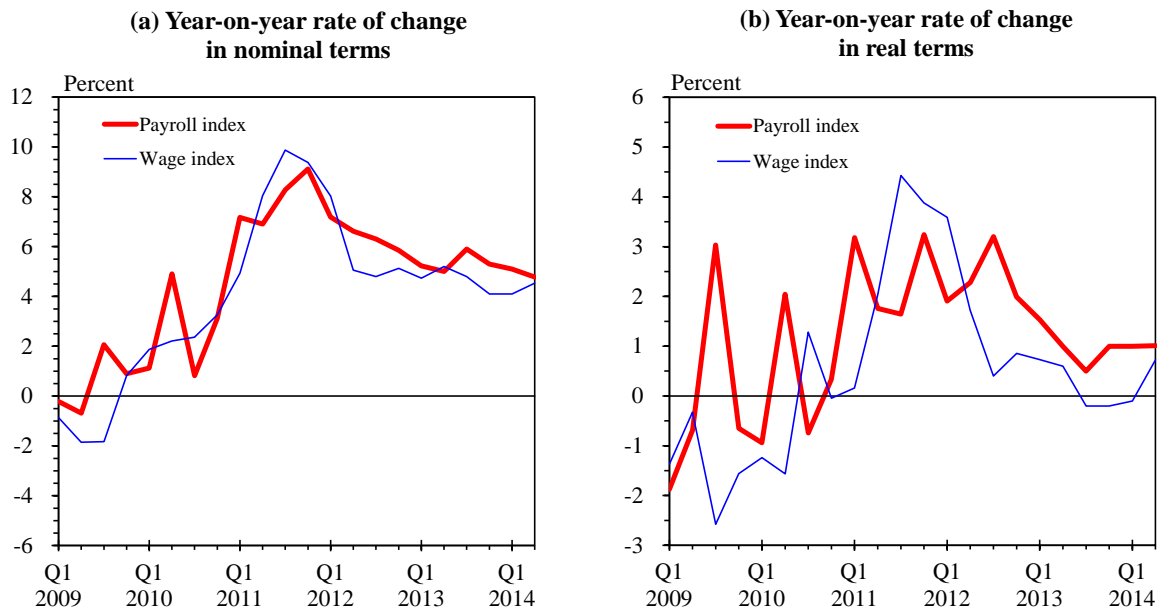 (a) Year-on-year rate of change
in nominal terms
Percent
12
10
8
6
4
2
0
-2
-4
-6
Payroll index
Wage index
Q1
2009
Q1
2010
Q1
2011
Q1
2012
Q1
2013
Q1
2014
(b) Year-on-year rate of change
in real terms
Percent
6
5
4
3
2
1
0
-1
-2
-3
Payroll index
Wage index
Q1
2009
Q1
2010
Q1
2011
Q1
2012
Q1
2013
Q1
2014